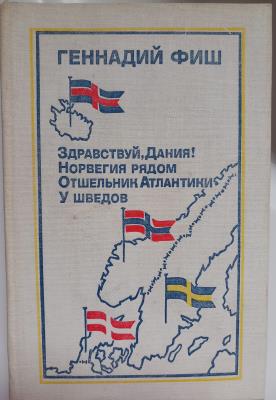 ГЕННАДИЙ ФИШ
ЗДРАВСТВУЙ, ДАНИЯ!
НОРВЕГИЯ РЯДОМ
ОТШЕЛЬНИК АТЛАНТИКИ
У ШВЕДОВ